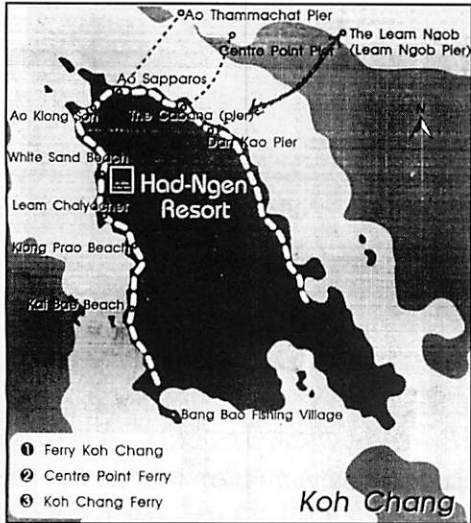 Ao Thammachat Pier
Centre Point Pier
The Leam Ngob
(Leam Ngob Pier)
Ao Sapparos
Ao Klong Son
The Cabana (pier)
Dan Kao Pier
N
White Sand Beach
Had-Ngen
Resort
Leam Chaiyachet
Klong Prao Beach
Kai Bae Beach
Bang Bao Fishing Village
1 Ferry Koh Chang
2 Centre Point Ferry
3 Koh Chang Ferry
Koh Chang